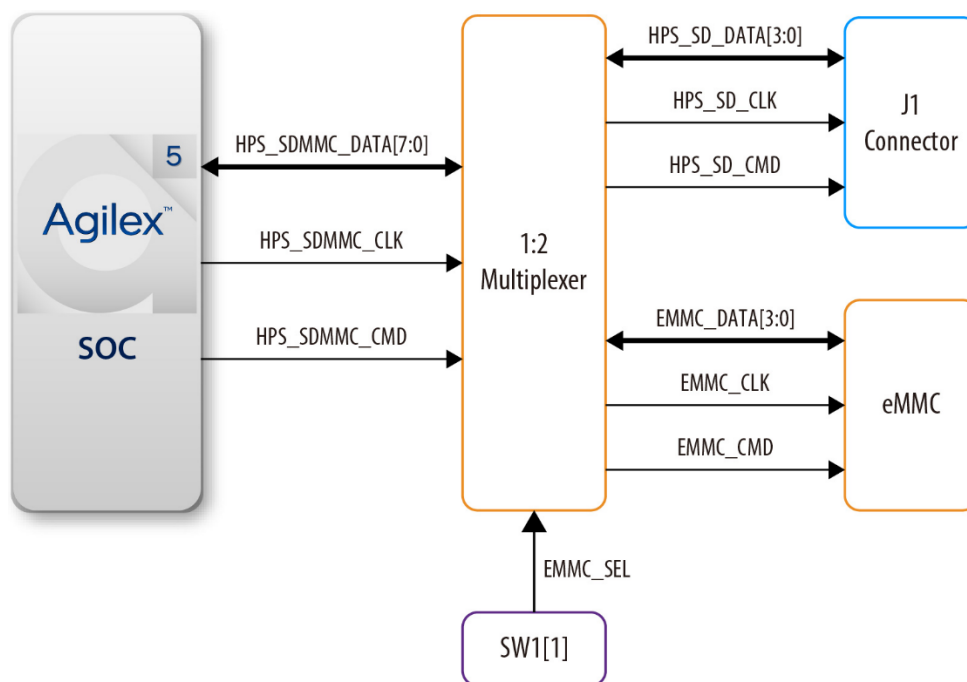 5
Agilex™
SOC
HPS_SDMMC_DATA[7:0]
HPS_SDMMC_CLK
HPS_SDMMC_CMD
1:2
Multiplexer
HPS_SD_DATA[3:0]
HPS_SD_CLK
HPS_SD_CMD
J1
Connector
EMMC_DATA[3:0]
EMMC_CLK
EMMC_CMD
eMMC
EMMC_SEL
SW1[1]